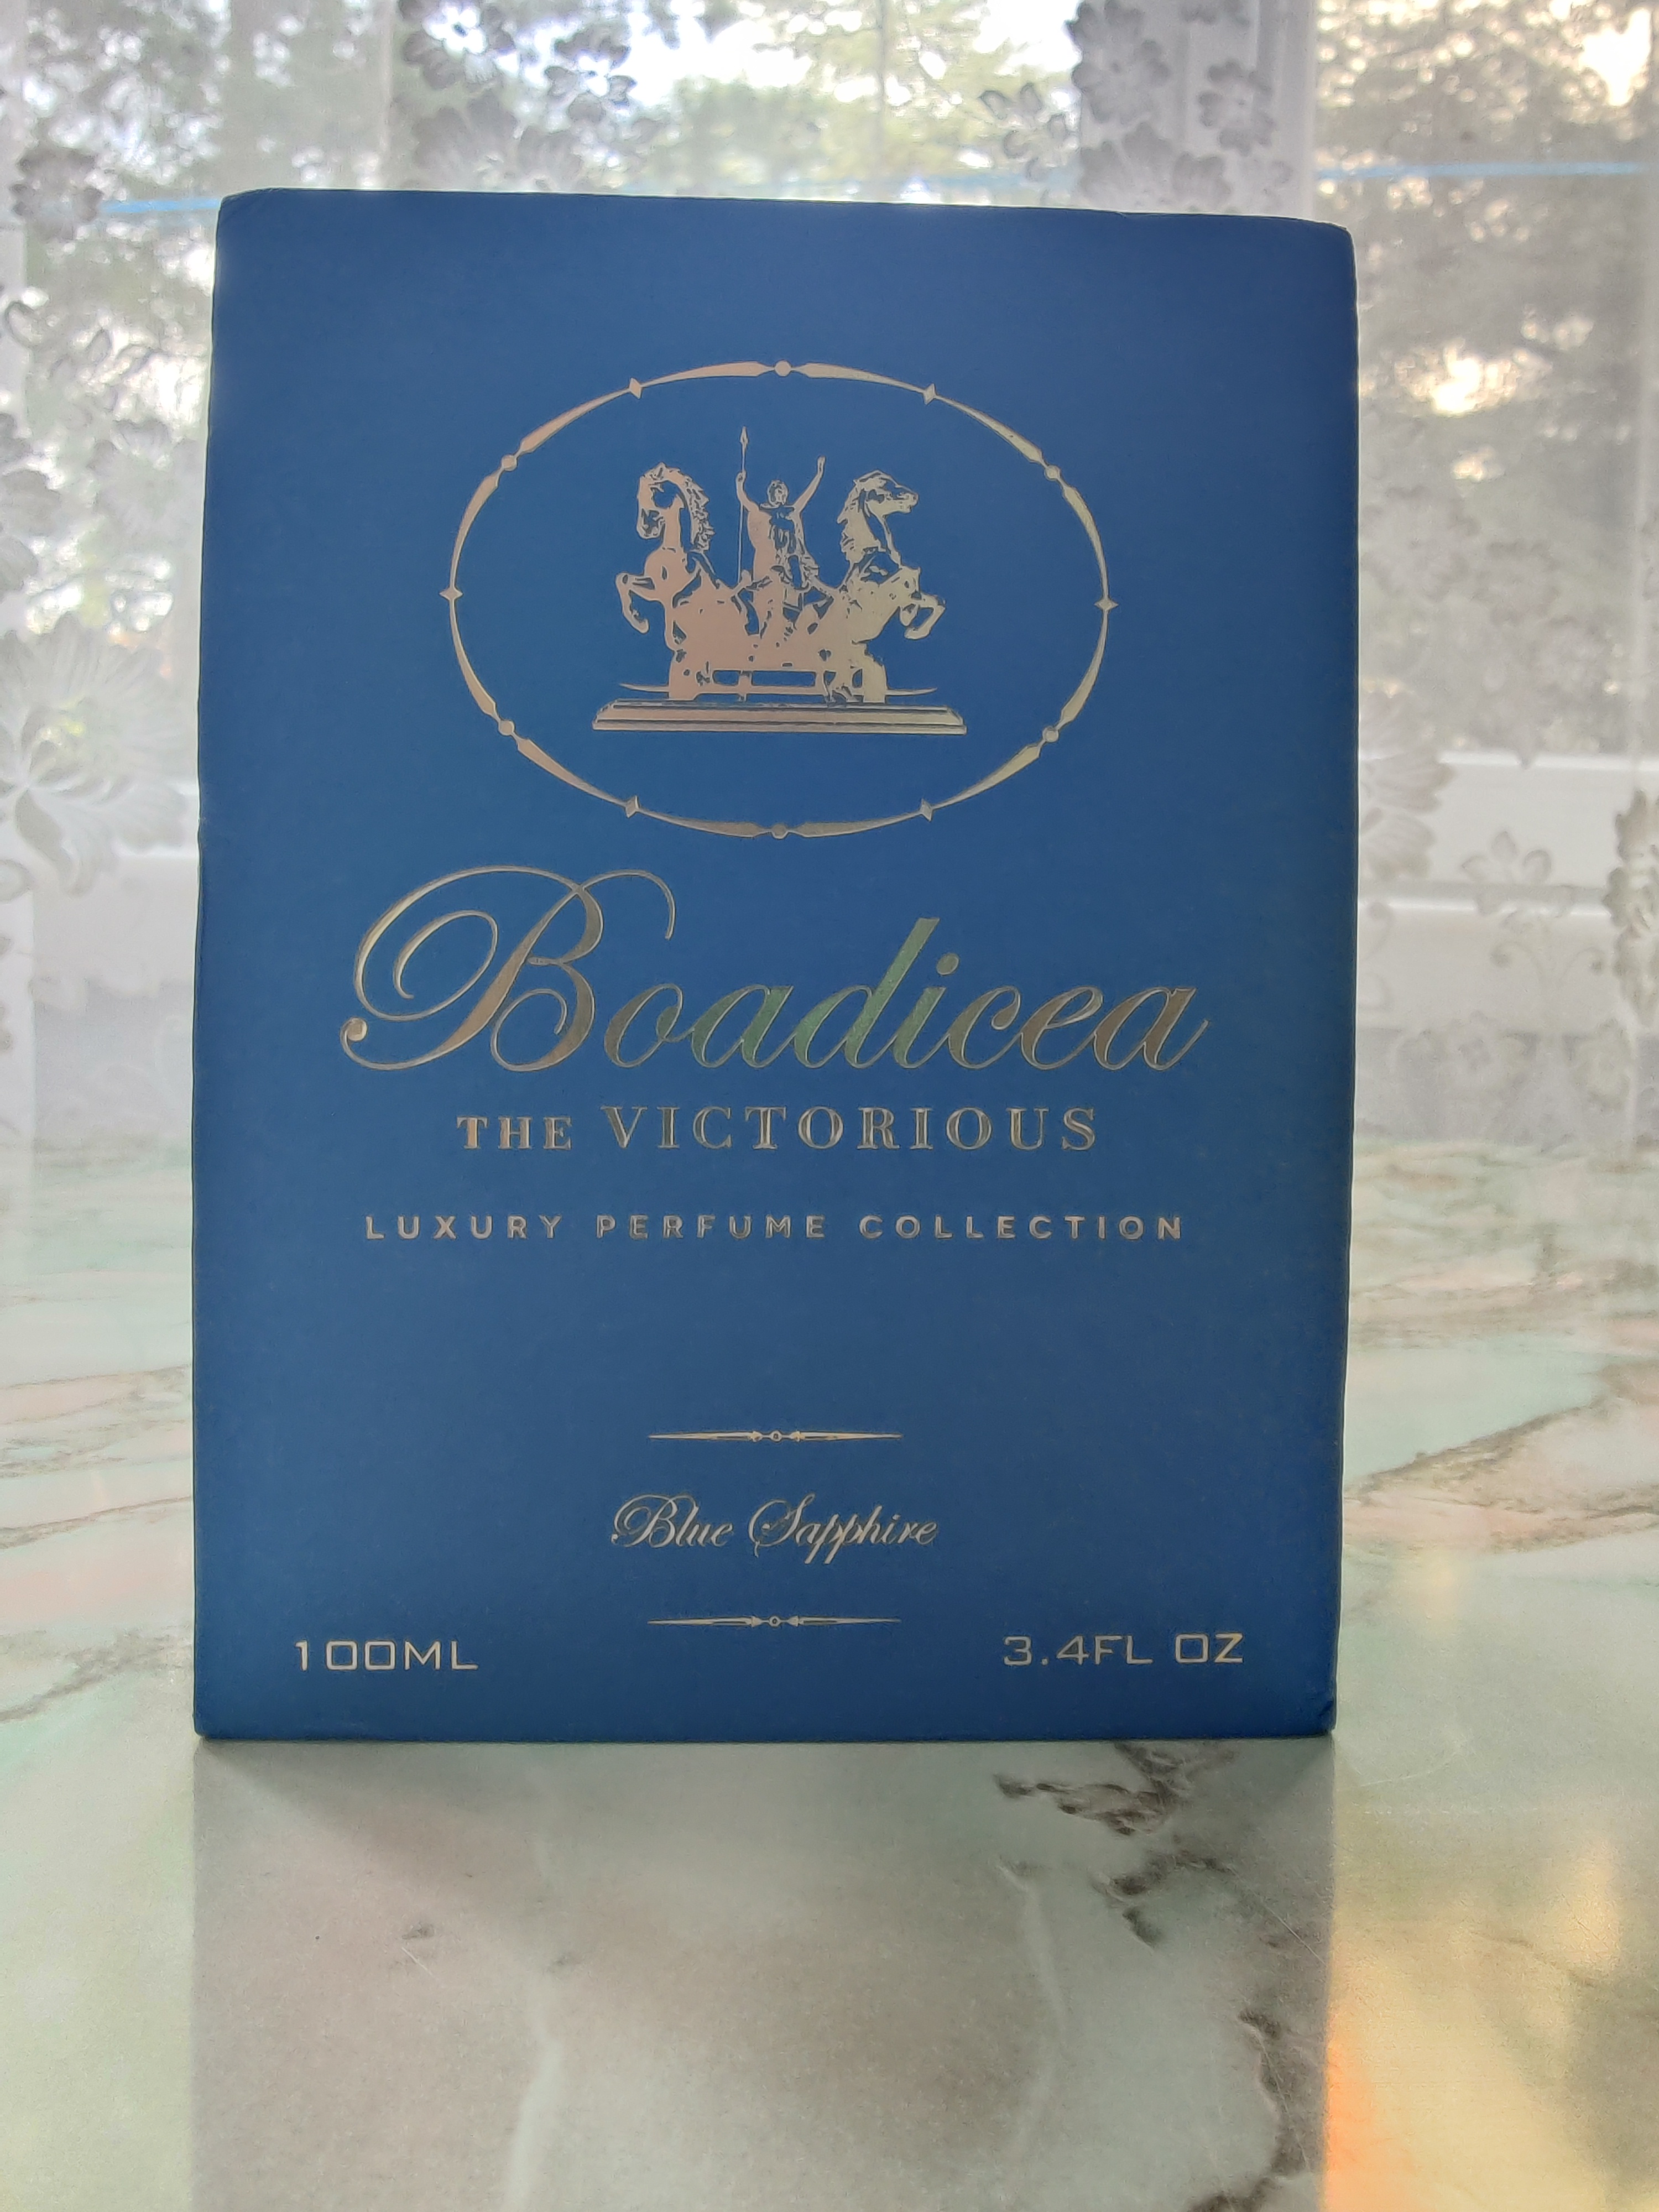 Boadicea
THE VICTORIOUS
LUXURY PERFUME COLLECTION
Blue Sapphire
100ML 3.4FL OZ